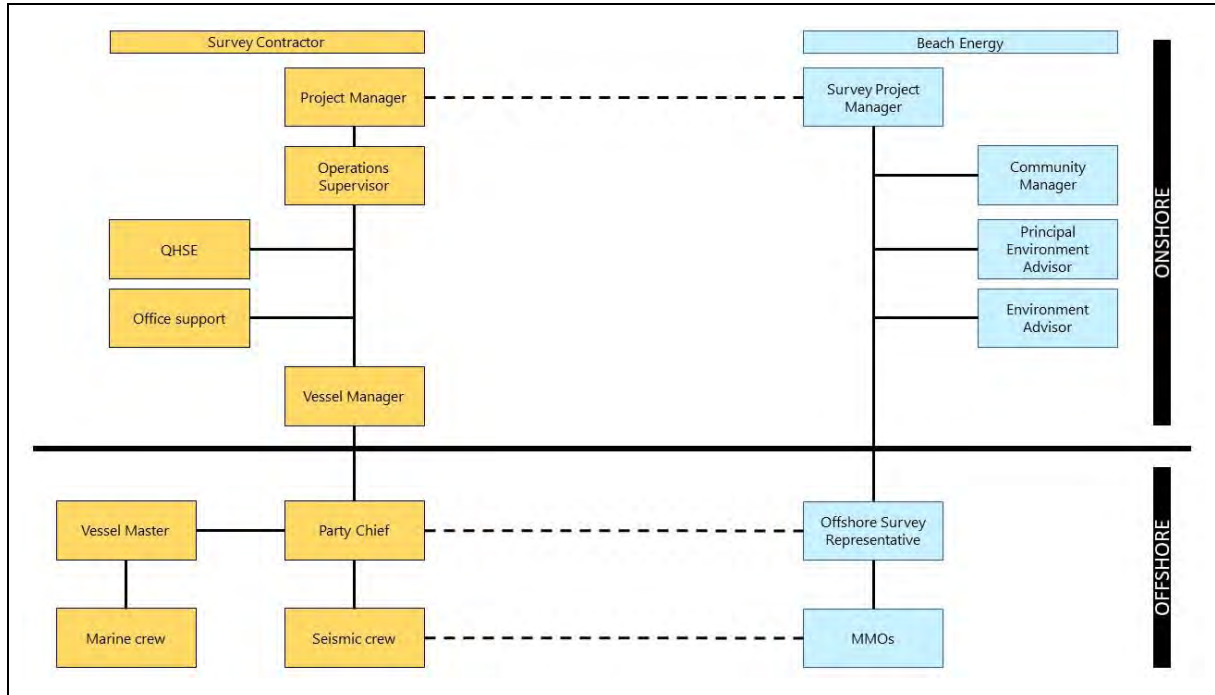 Survey Contractor
Beach Energy
Project Manager
Survey Project
Manager
Operations
Supervisor
Community
Manager
QHSE
Principal
Environment
Advisor
Office support
Environment
Advisor
Vessel Manager
ONSHORE
Vessel Master
Party Chief
Offshore Survey
Representative
Marine crew
Seismic crew
MMOs
OFFSHORE